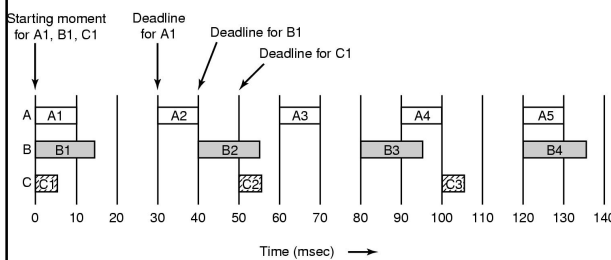 Starting moment
for A1, B1, C1
Deadline
for A1
Deadline for B1
Deadline for C1
A A1 A2 A3 A4 A5
B B1 B2 B3 B4
C C1 C2 C3
0 10 20 30 40 50 60 70 80 90 100 110 120 130 140
Time (msec)